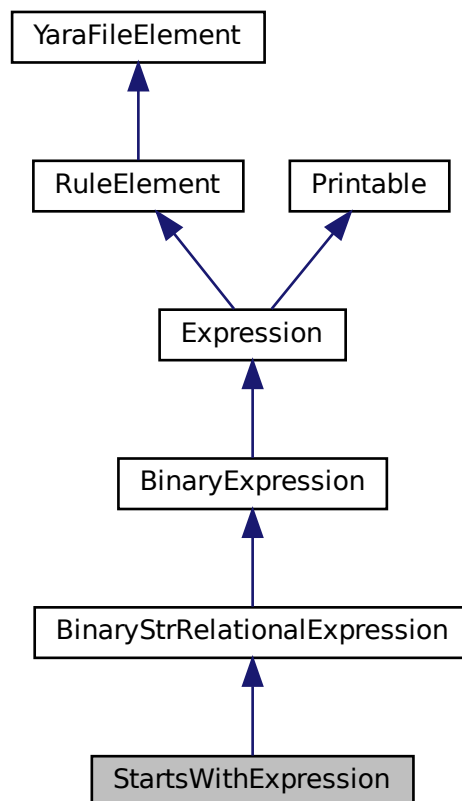 YaraFileElement
RuleElement
Printable
Expression
BinaryExpression
BinaryStrRelationalExpression
StartsWithExpression